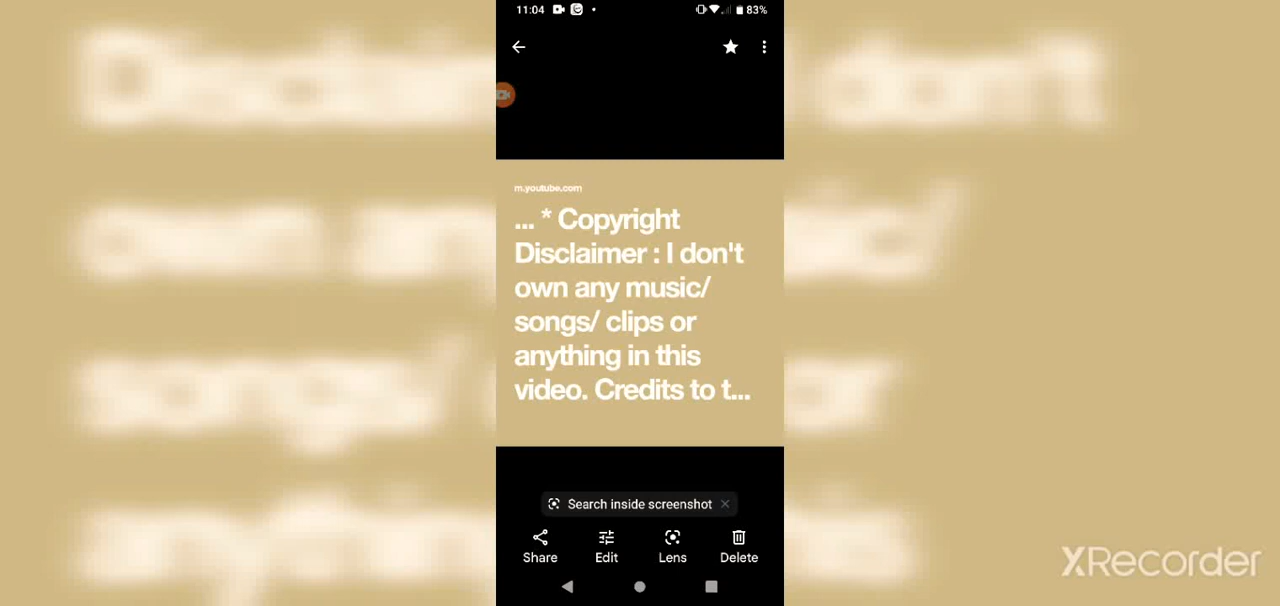 11:04
83%
m.youtube.com
... * Copyright
Disclaimer : I don't
own any music/
songs/ clips or
anything in this
video. Credits to t...
Search inside screenshot
Share Edit Lens Delete
XRecorder